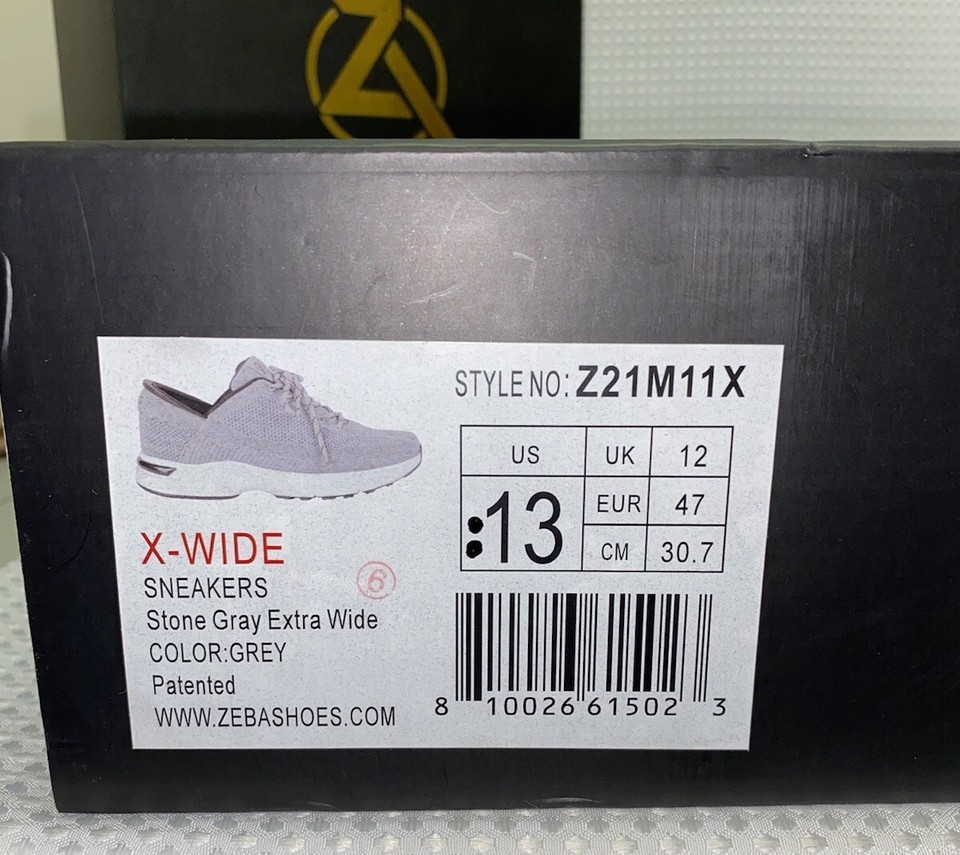 Z
STYLE NO: Z21M11X
US UK 12
:13 EUR 47
CM 30.7
X-WIDE
6
SNEAKERS
Stone Gray Extra Wide
COLOR:GREY
Patented
WWW.ZEBASHOES.COM
8 10026 61502 3